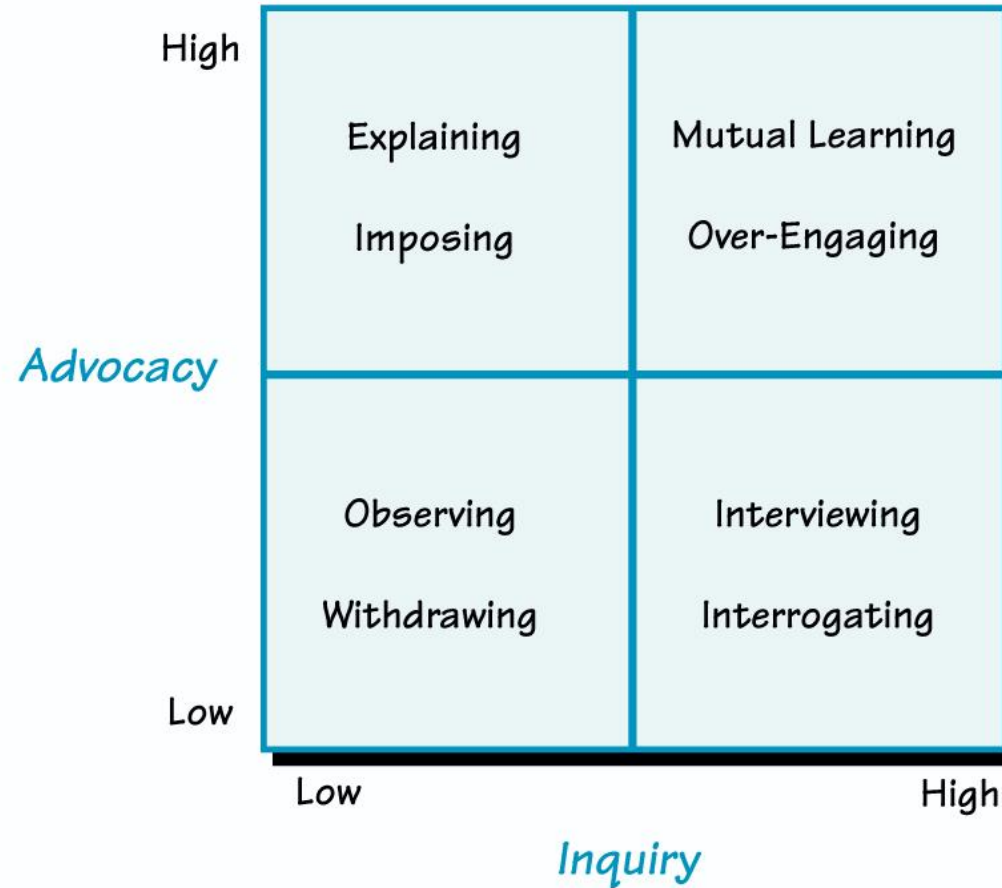 High
Explaining
Mutual Learning
Imposing
Over-Engaging
Advocacy
Observing
Interviewing
Withdrawing
Interrogating
Low
Low
High
Inquiry